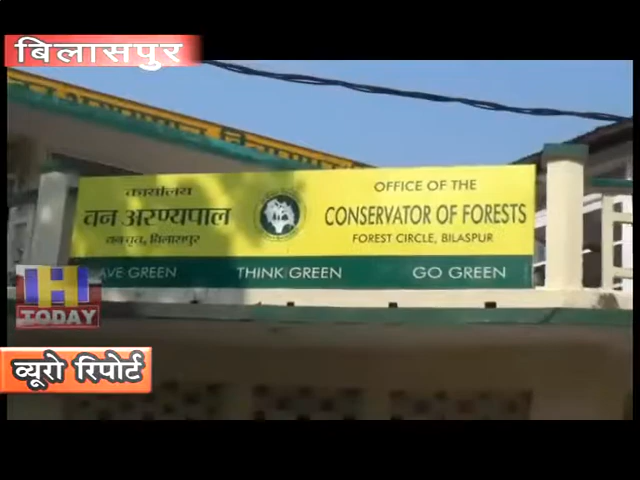 बिलासपुर
कार्यालय
वन अरण्यपाल
वन वृत, बिलासपुर
OFFICE OF THE
CONSERVATOR OF FORESTS
FOREST CIRCLE, BILASPUR
AVE GREEN THINK GREEN GO GREEN
H
TODAY
ब्यूरो रिपोर्ट